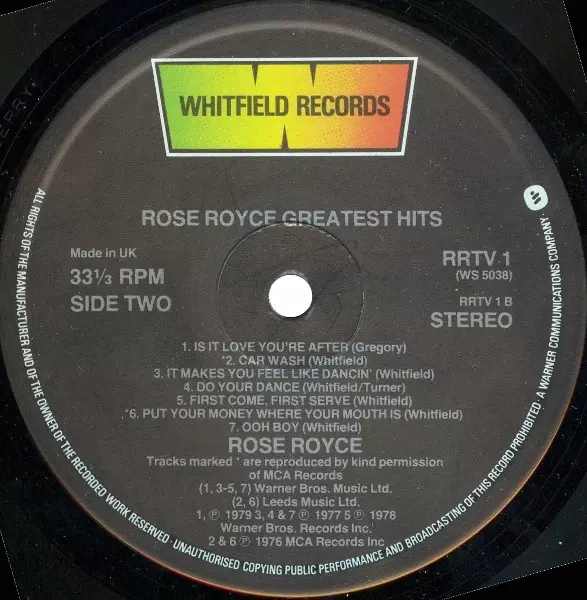 WHITFIELD RECORDS
ROSE ROYCE GREATEST HITS
Made in UK
33⅓ RPM
SIDE TWO
RRTV 1
(WS 5038)
RRTV 1 B
STEREO
1. IS IT LOVE YOU'RE AFTER (Gregory)
*2. CAR WASH (Whitfield)
3. IT MAKES YOU FEEL LIKE DANCIN' (Whitfield)
4. DO YOUR DANCE (Whitfield/Turner)
5. FIRST COME, FIRST SERVE (Whitfield)
*6. PUT YOUR MONEY WHERE YOUR MOUTH IS (Whitfield)
7. OOH BOY (Whitfield)
ROSE ROYCE
Tracks marked * are reproduced by kind permission
of MCA Records
(1, 3-5, 7) Warner Bros. Music Ltd.
(2, 6) Leeds Music Ltd.
1, ℗ 1979 3, 4 & 7 ℗ 1977 5 ℗ 1978
Warner Bros. Records Inc.
2 & 6 ℗ 1976 MCA Records Inc
ALL RIGHTS OF THE MANUFACTURER AND OF THE OWNER OF THE RECORDED WORK RESERVED · UNAUTHORISED COPYING PUBLIC PERFORMANCE AND BROADCASTING OF THIS RECORD PROHIBITED · A WARNER COMMUNICATIONS COMPANY ·